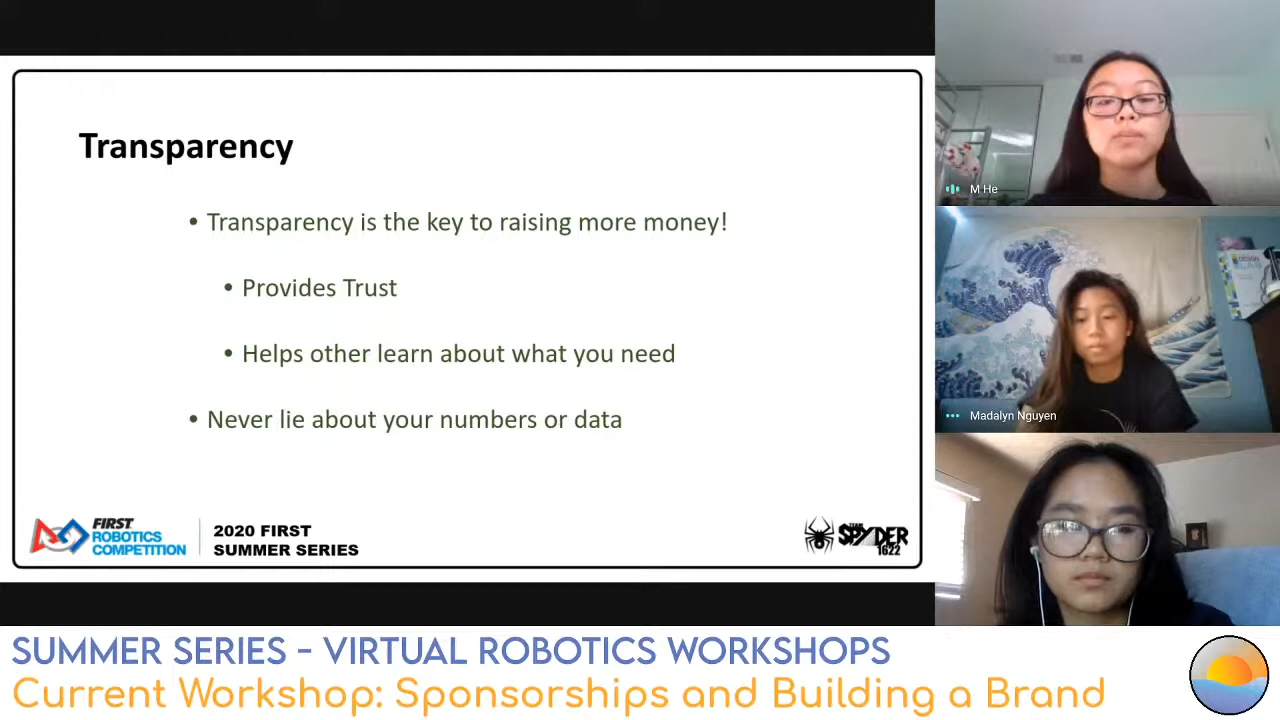 Transparency
• Transparency is the key to raising more money!
• Provides Trust
• Helps other learn about what you need
• Never lie about your numbers or data
FIRST
ROBOTICS
COMPETITION
2020 FIRST
SUMMER SERIES
TEAM
SPYDER
1622
M He
DESIGN
Madalyn Nguyen
SUMMER SERIES - VIRTUAL ROBOTICS WORKSHOPS
Current Workshop: Sponsorships and Building a Brand